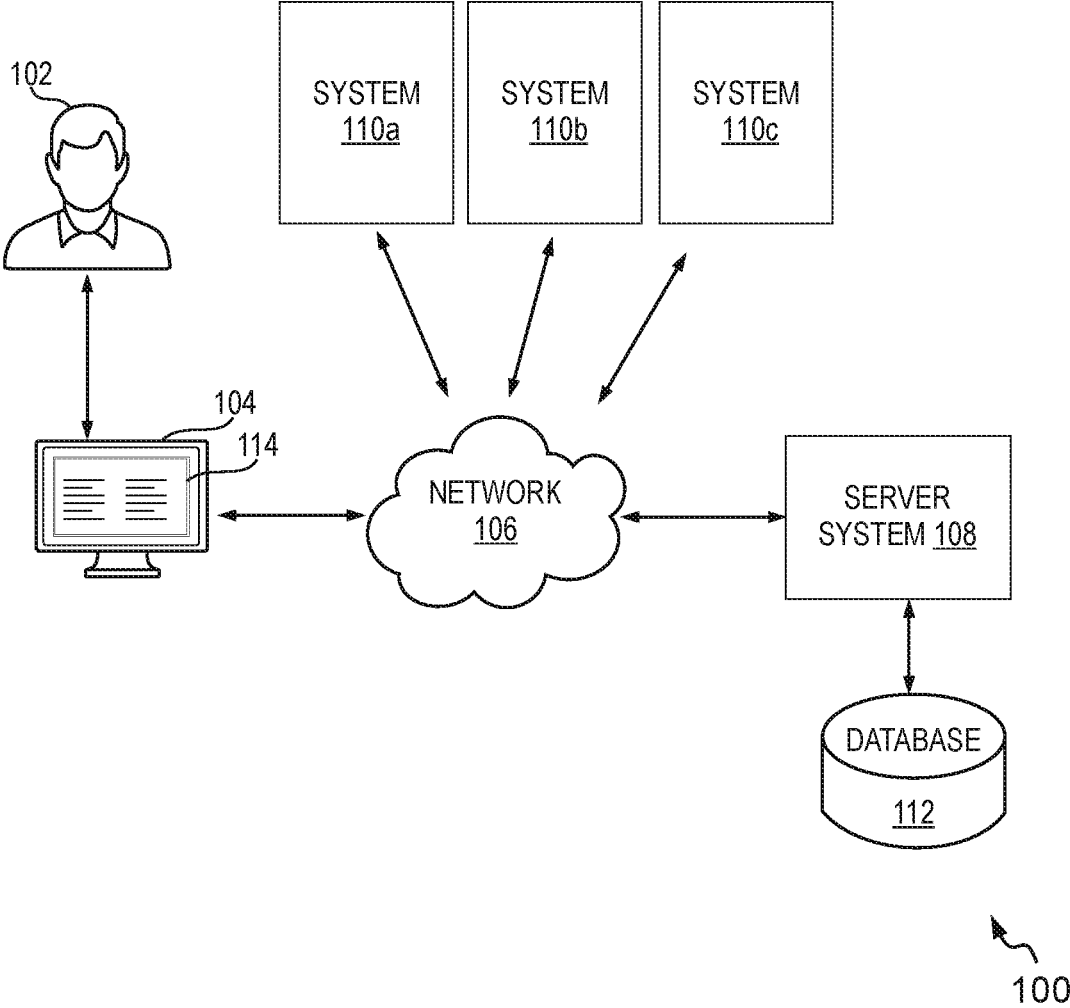 102
SYSTEM
110a
SYSTEM
110b
SYSTEM
110c
104
114
NETWORK
106
SERVER
SYSTEM 108
DATABASE
112
100